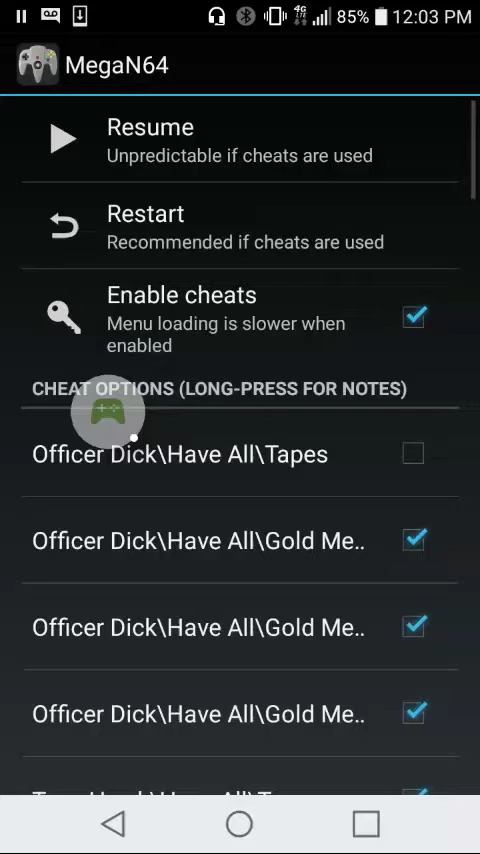 4G
LTE
85%
12:03 PM
MegaN64
Resume
Unpredictable if cheats are used
Restart
Recommended if cheats are used
Enable cheats
Menu loading is slower when
enabled
CHEAT OPTIONS (LONG-PRESS FOR NOTES)
Officer Dick\Have All\Tapes
Officer Dick\Have All\Gold Me..
Officer Dick\Have All\Gold Me..
Officer Dick\Have All\Gold Me..